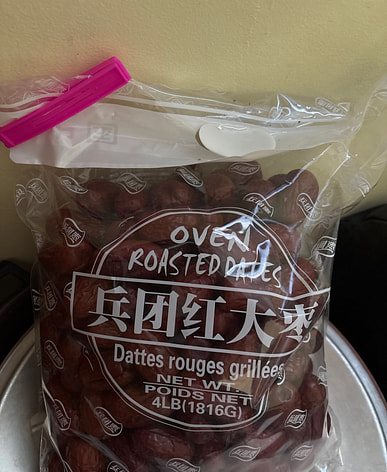 OVEN
ROASTED DATES
兵团红大枣
Dattes rouges grillées
NET WT.
POIDS NET
4LB(1816G)